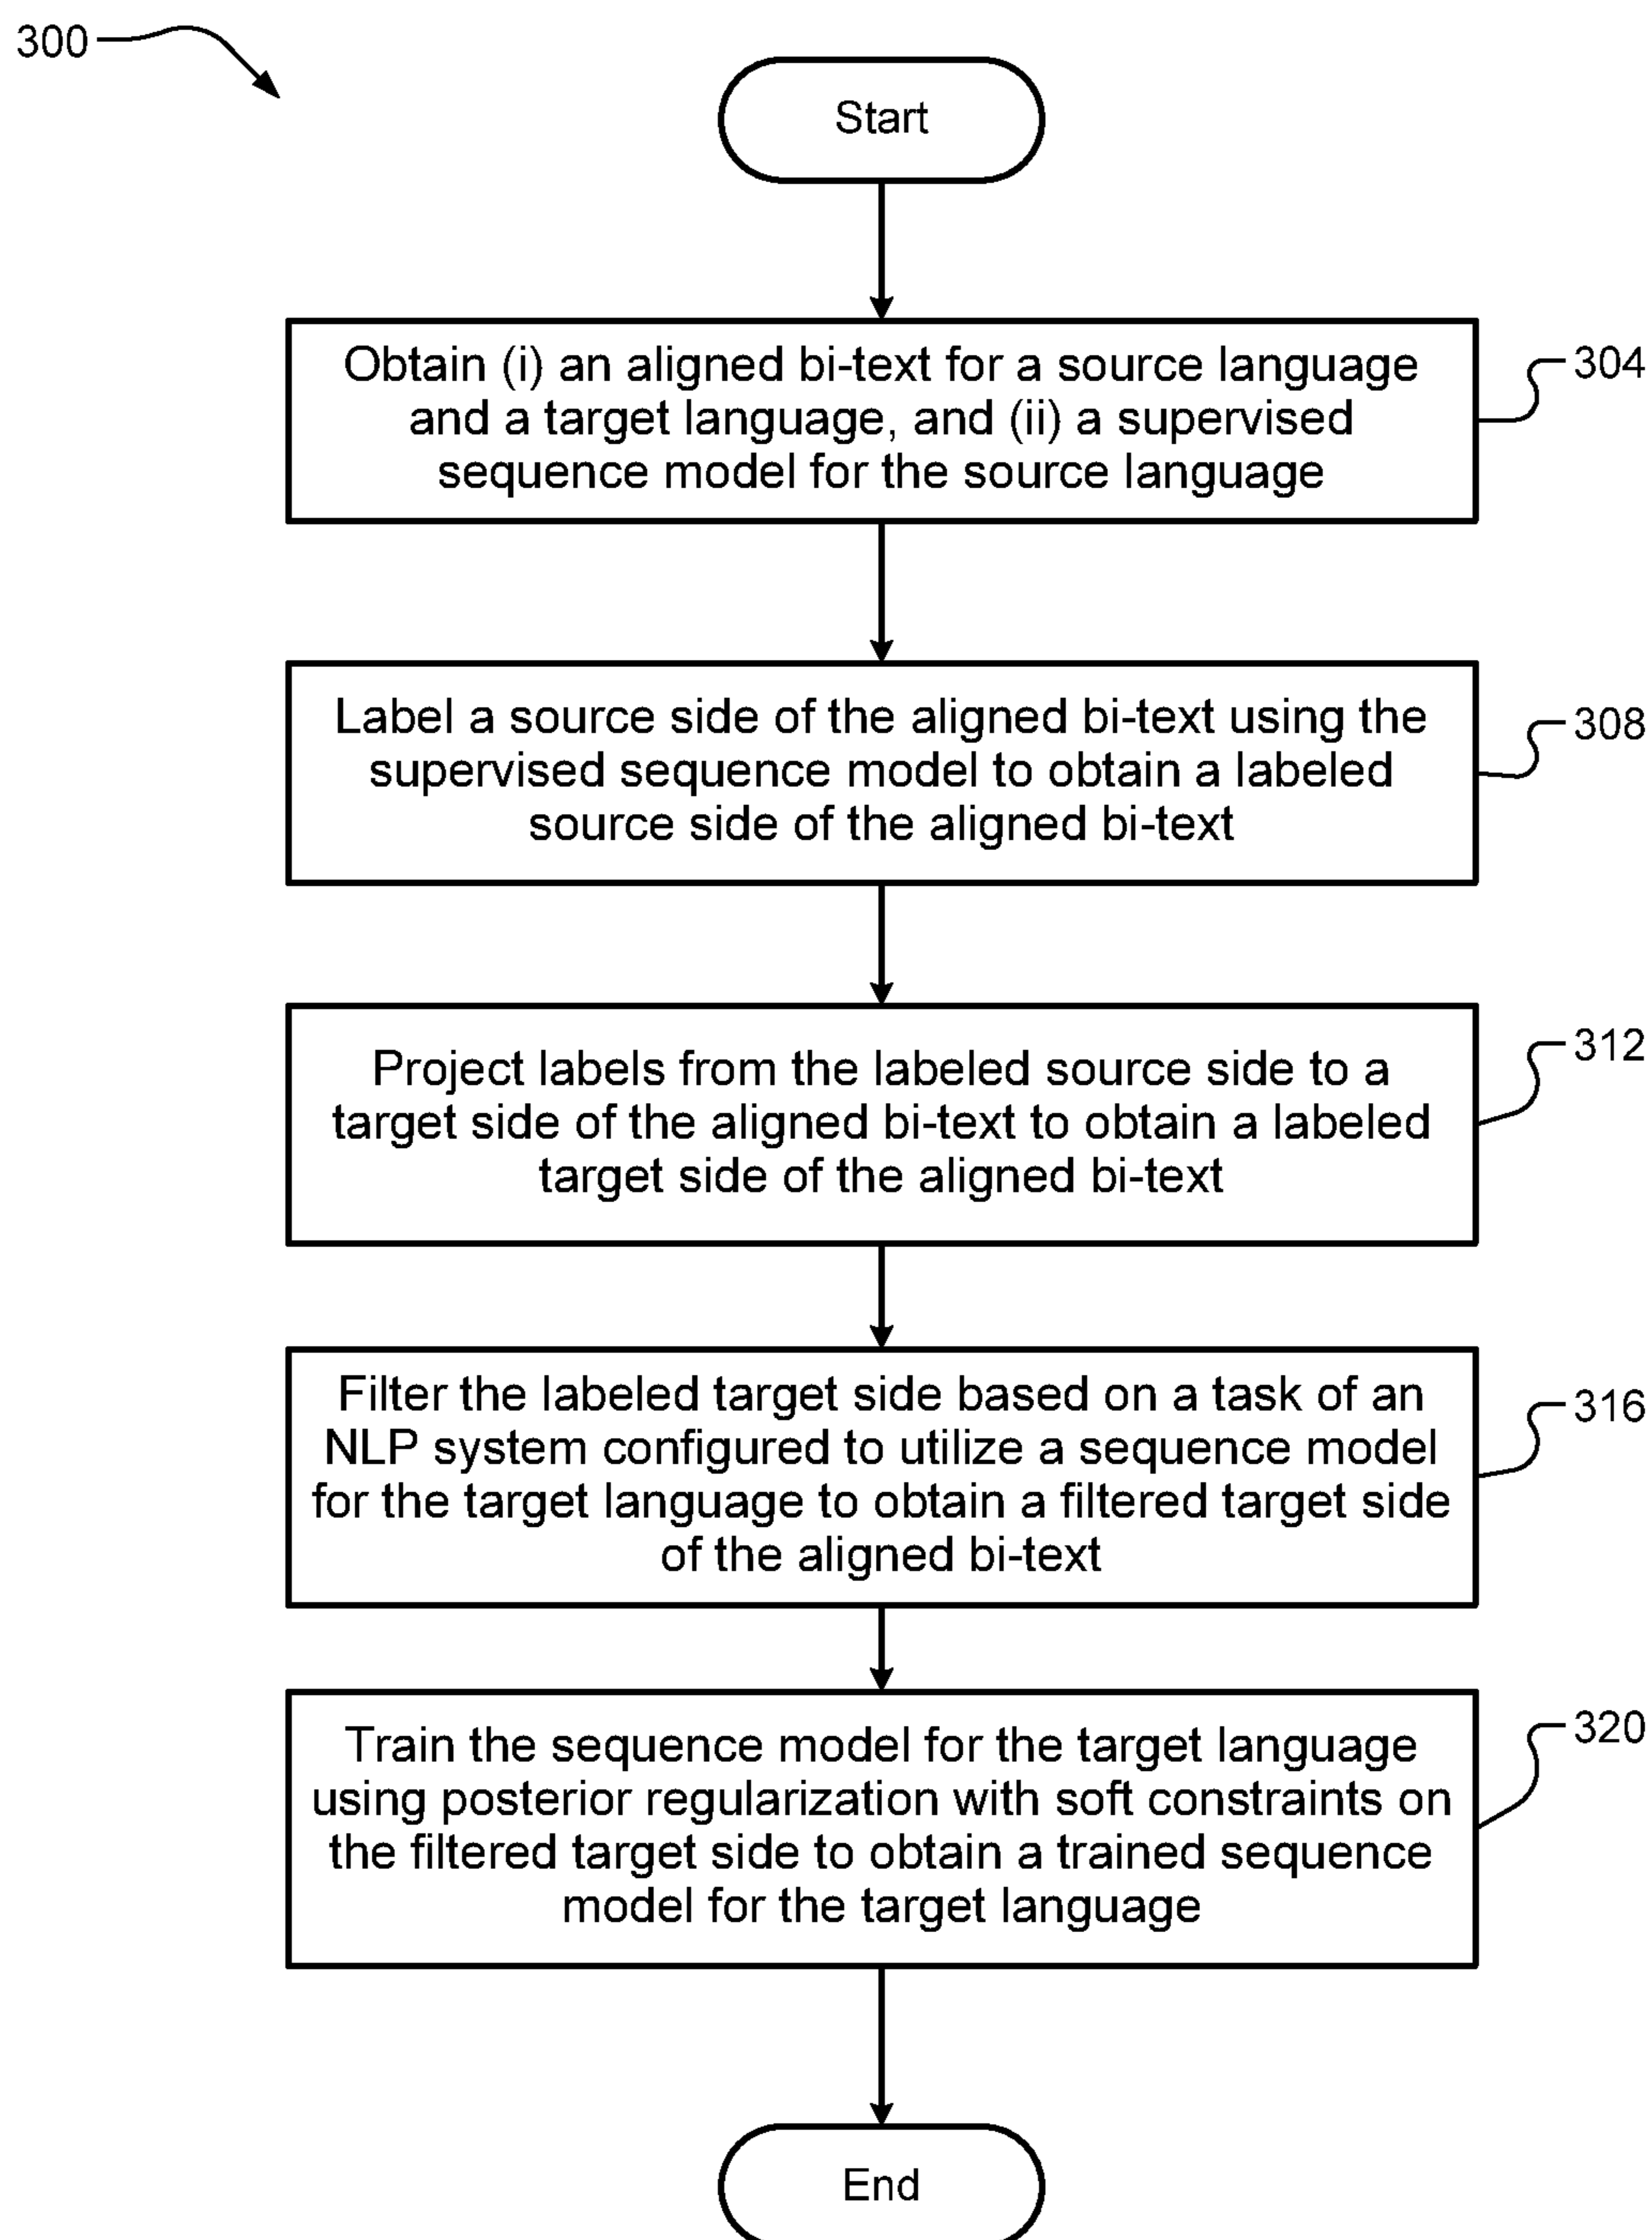 300
Start
Obtain (i) an aligned bi-text for a source language
and a target language, and (ii) a supervised
sequence model for the source language
304
Label a source side of the aligned bi-text using the
supervised sequence model to obtain a labeled
source side of the aligned bi-text
308
Project labels from the labeled source side to a
target side of the aligned bi-text to obtain a labeled
target side of the aligned bi-text
312
Filter the labeled target side based on a task of an
NLP system configured to utilize a sequence model
for the target language to obtain a filtered target side
of the aligned bi-text
316
Train the sequence model for the target language
using posterior regularization with soft constraints on
the filtered target side to obtain a trained sequence
model for the target language
320
End